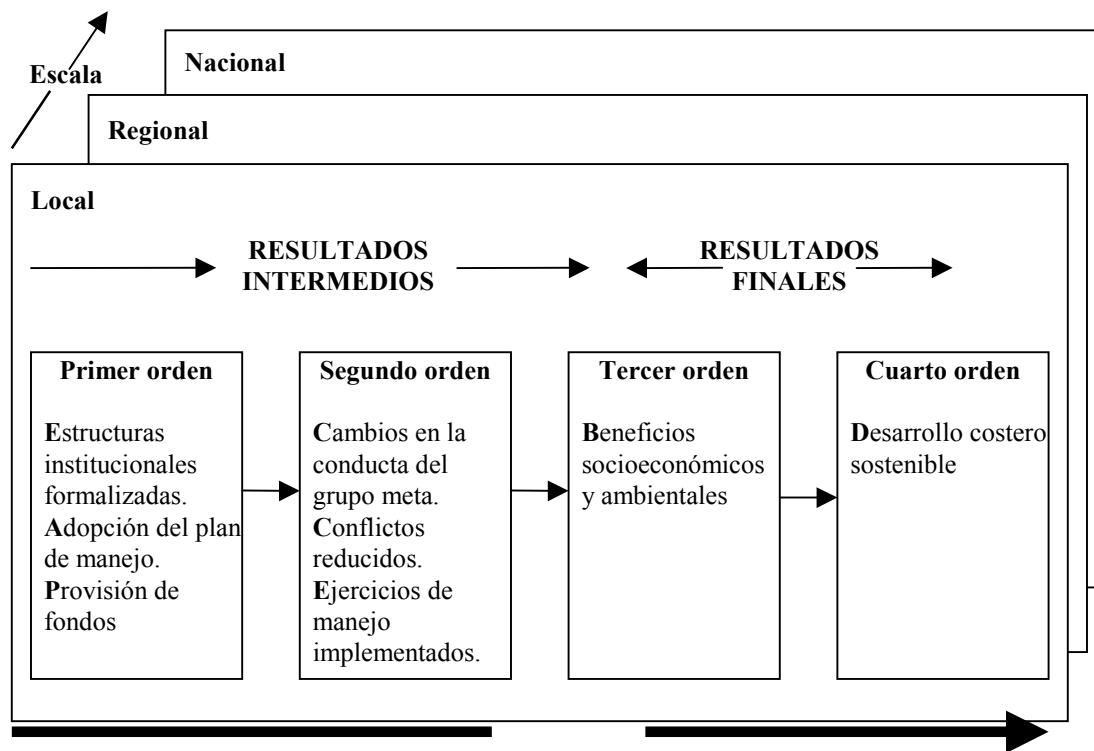 Escala
Nacional
Regional
Local
RESULTADOS
INTERMEDIOS
RESULTADOS
FINALES
Primer orden
Estructuras
institucionales
formalizadas.
Adopción del plan
de manejo.
Provisión de
fondos
Segundo orden
Cambios en la
conducta del
grupo meta.
Conflictos
reducidos.
Ejercicios de
manejo
implementados.
Tercer orden
Beneficios
socioeconómicos
y ambientales
Cuarto orden
Desarrollo costero
sostenible